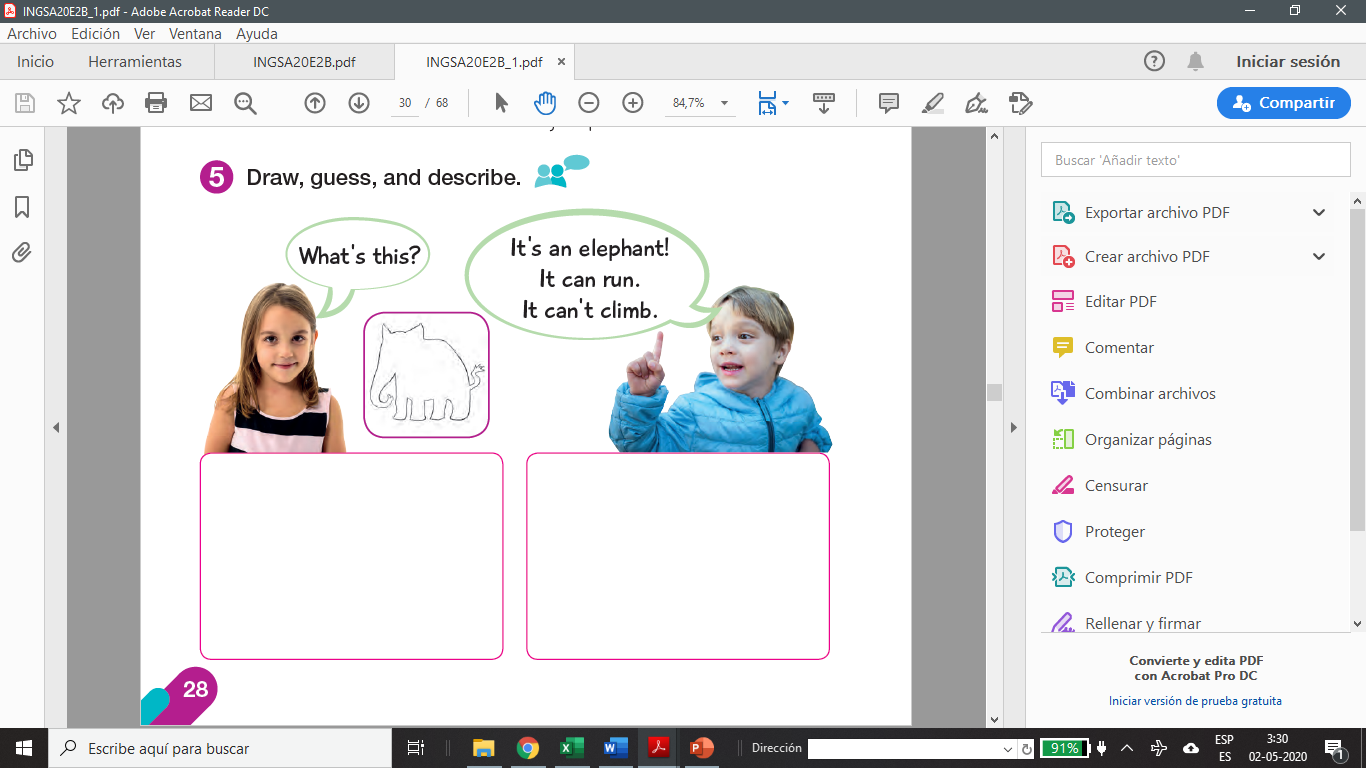 INGSA20E2B_1.pdf - Adobe Acrobat Reader DC
Archivo Edición Ver Ventana Ayuda
Inicio Herramientas INGSA20E2B.pdf INGSA20E2B_1.pdf Iniciar sesión
30 / 68 84,7% Compartir
5 Draw, guess, and describe.
What's this?
It's an elephant!
It can run.
It can't climb.
28
Buscar 'Añadir texto'
Exportar archivo PDF
Crear archivo PDF
Editar PDF
Comentar
Combinar archivos
Organizar páginas
Censurar
Proteger
Comprimir PDF
Rellenar y firmar
Convierte y edita PDF
con Acrobat Pro DC
Iniciar versión de prueba gratuita
Escribe aquí para buscar
Dirección
91%
ESP
ES
3:30
02-05-2020
1